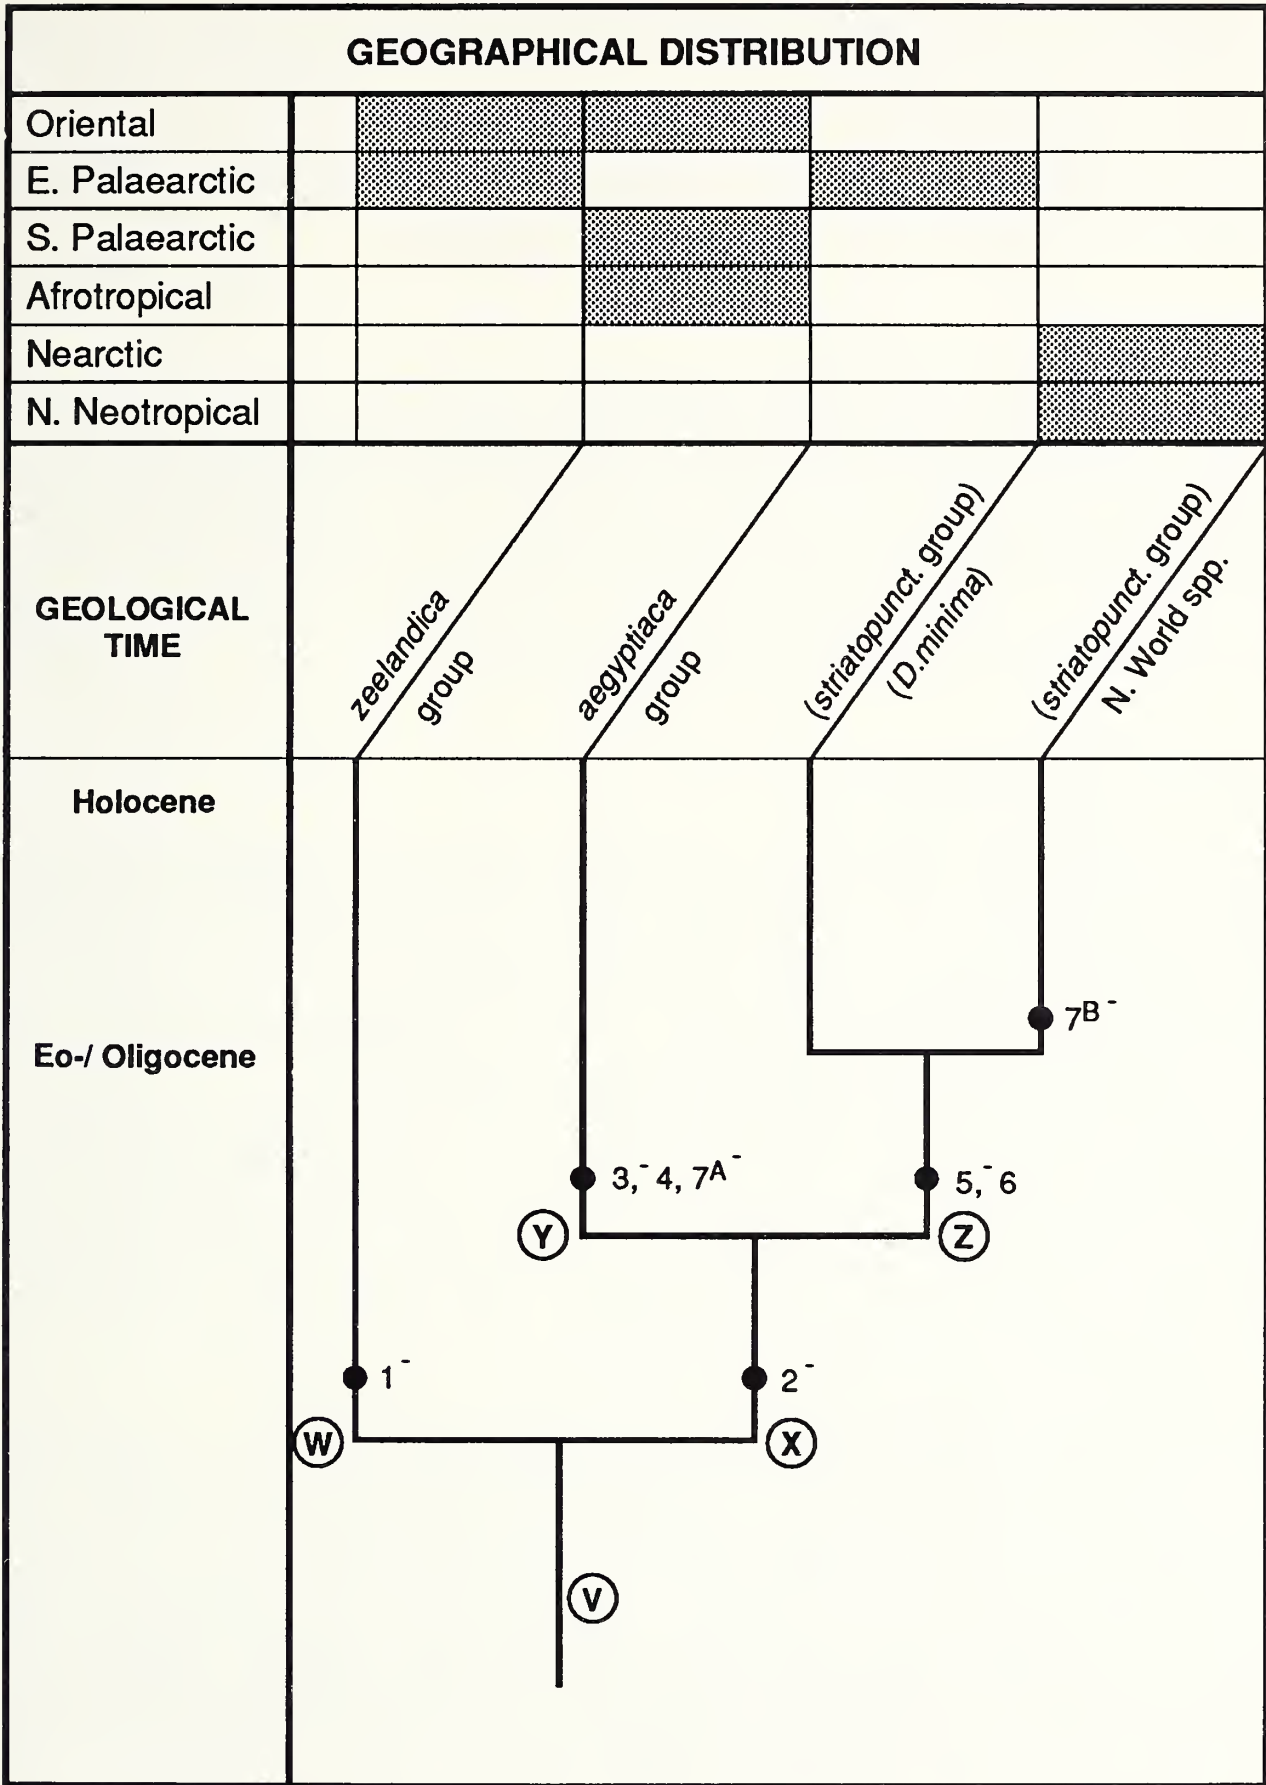 GEOGRAPHICAL DISTRIBUTION
Oriental
E. Palaearctic
S. Palaearctic
Afrotropical
Nearctic
N. Neotropical
GEOLOGICAL
TIME
zeelandica
group
aegyptiaca
group
(striatopunct. group)
(D.minima)
(striatopunct. group)
N. World spp.
Holocene
Eo-/ Oligocene
7B-
3,- 4, 7A-
5,- 6
Y
Z
1-
2-
W
X
V